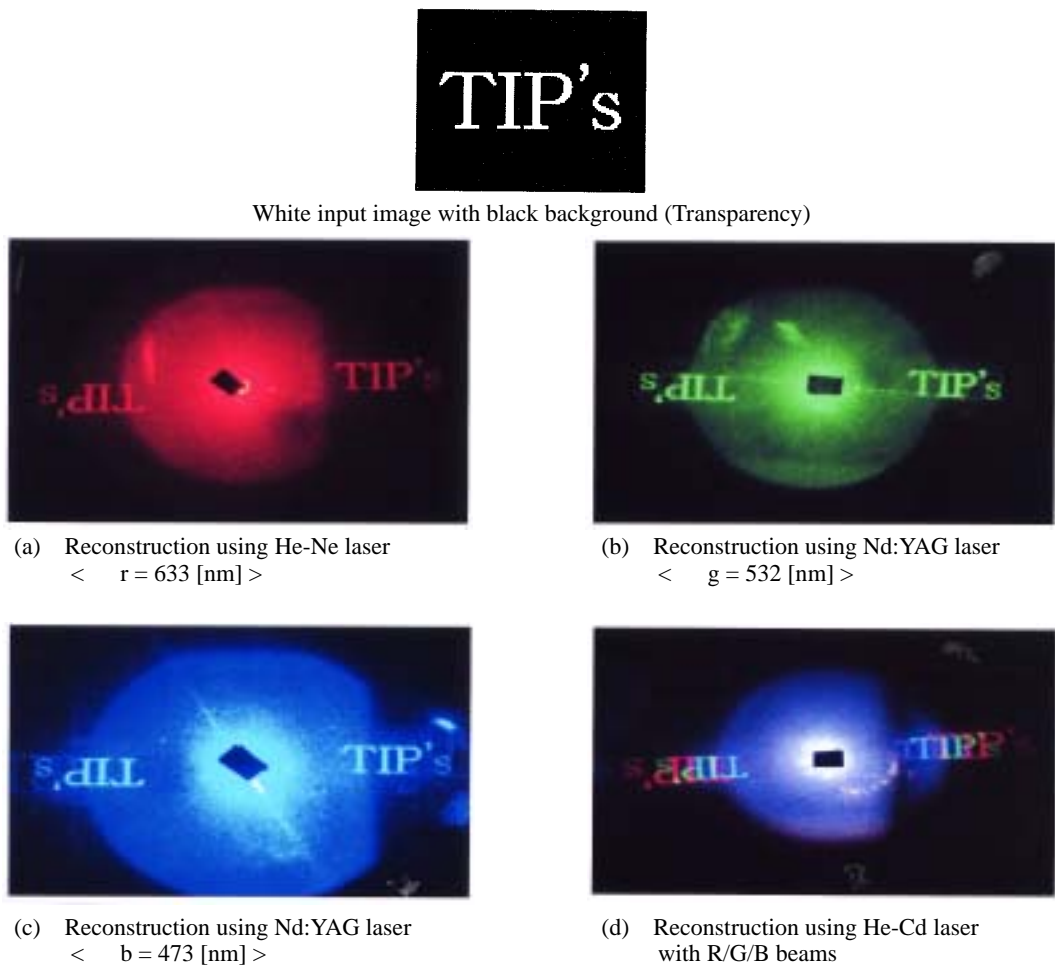 TIP's
White input image with black background (Transparency)
TIP's TIP's
TIP's TIP's
(a) Reconstruction using He-Ne laser
< r = 633 [nm] >
(b) Reconstruction using Nd:YAG laser
< g = 532 [nm] >
TIP's TIP's
(c) Reconstruction using Nd:YAG laser
< b = 473 [nm] >
(d) Reconstruction using He-Cd laser
with R/G/B beams